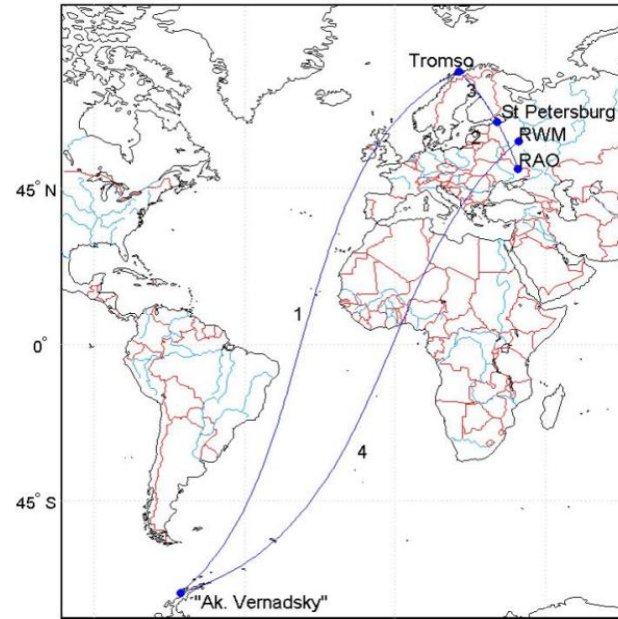 Tromso
3
St Petersburg
2
RWM
RAO
45° N
1
0°
4
45° S
"Ak. Vernadsky"